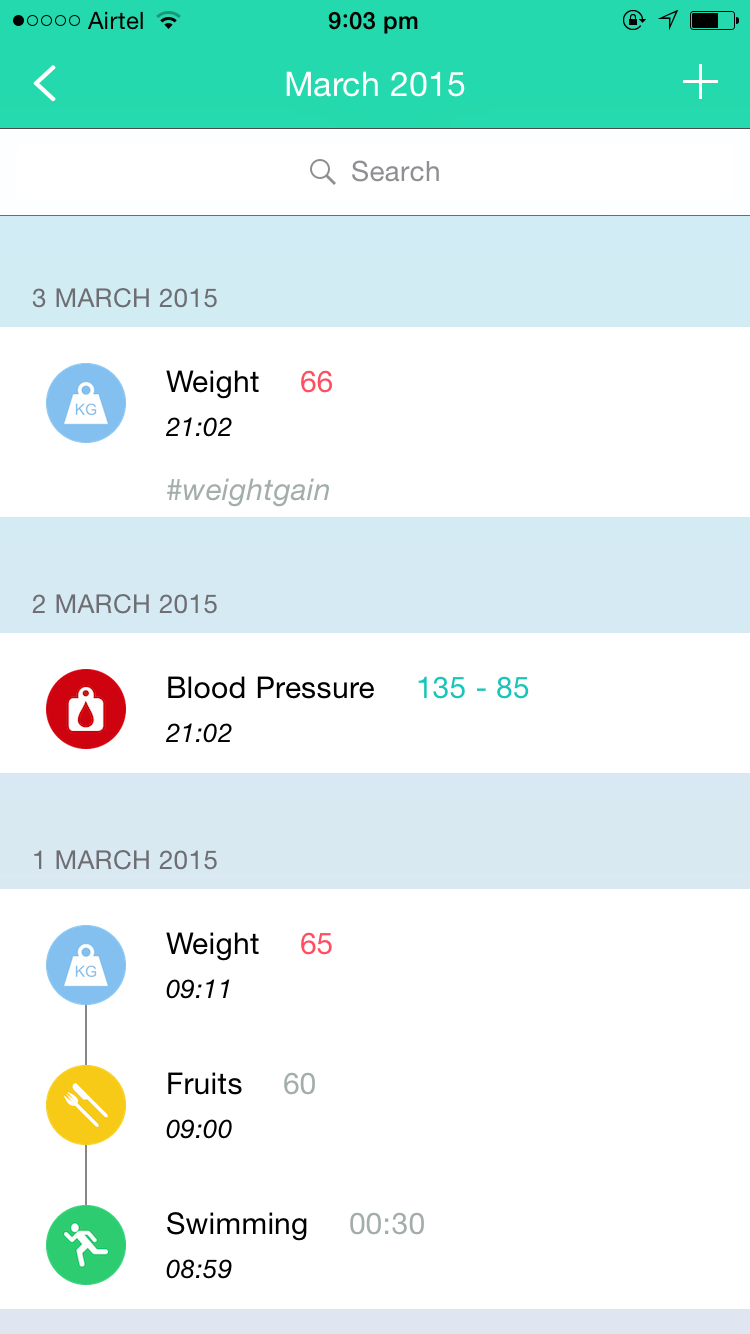 Airtel 9:03 pm
March 2015
Search
3 MARCH 2015
KG
Weight 66
21:02
#weightgain
2 MARCH 2015
Blood Pressure 135 - 85
21:02
1 MARCH 2015
KG
Weight 65
09:11
Fruits 60
09:00
Swimming 00:30
08:59